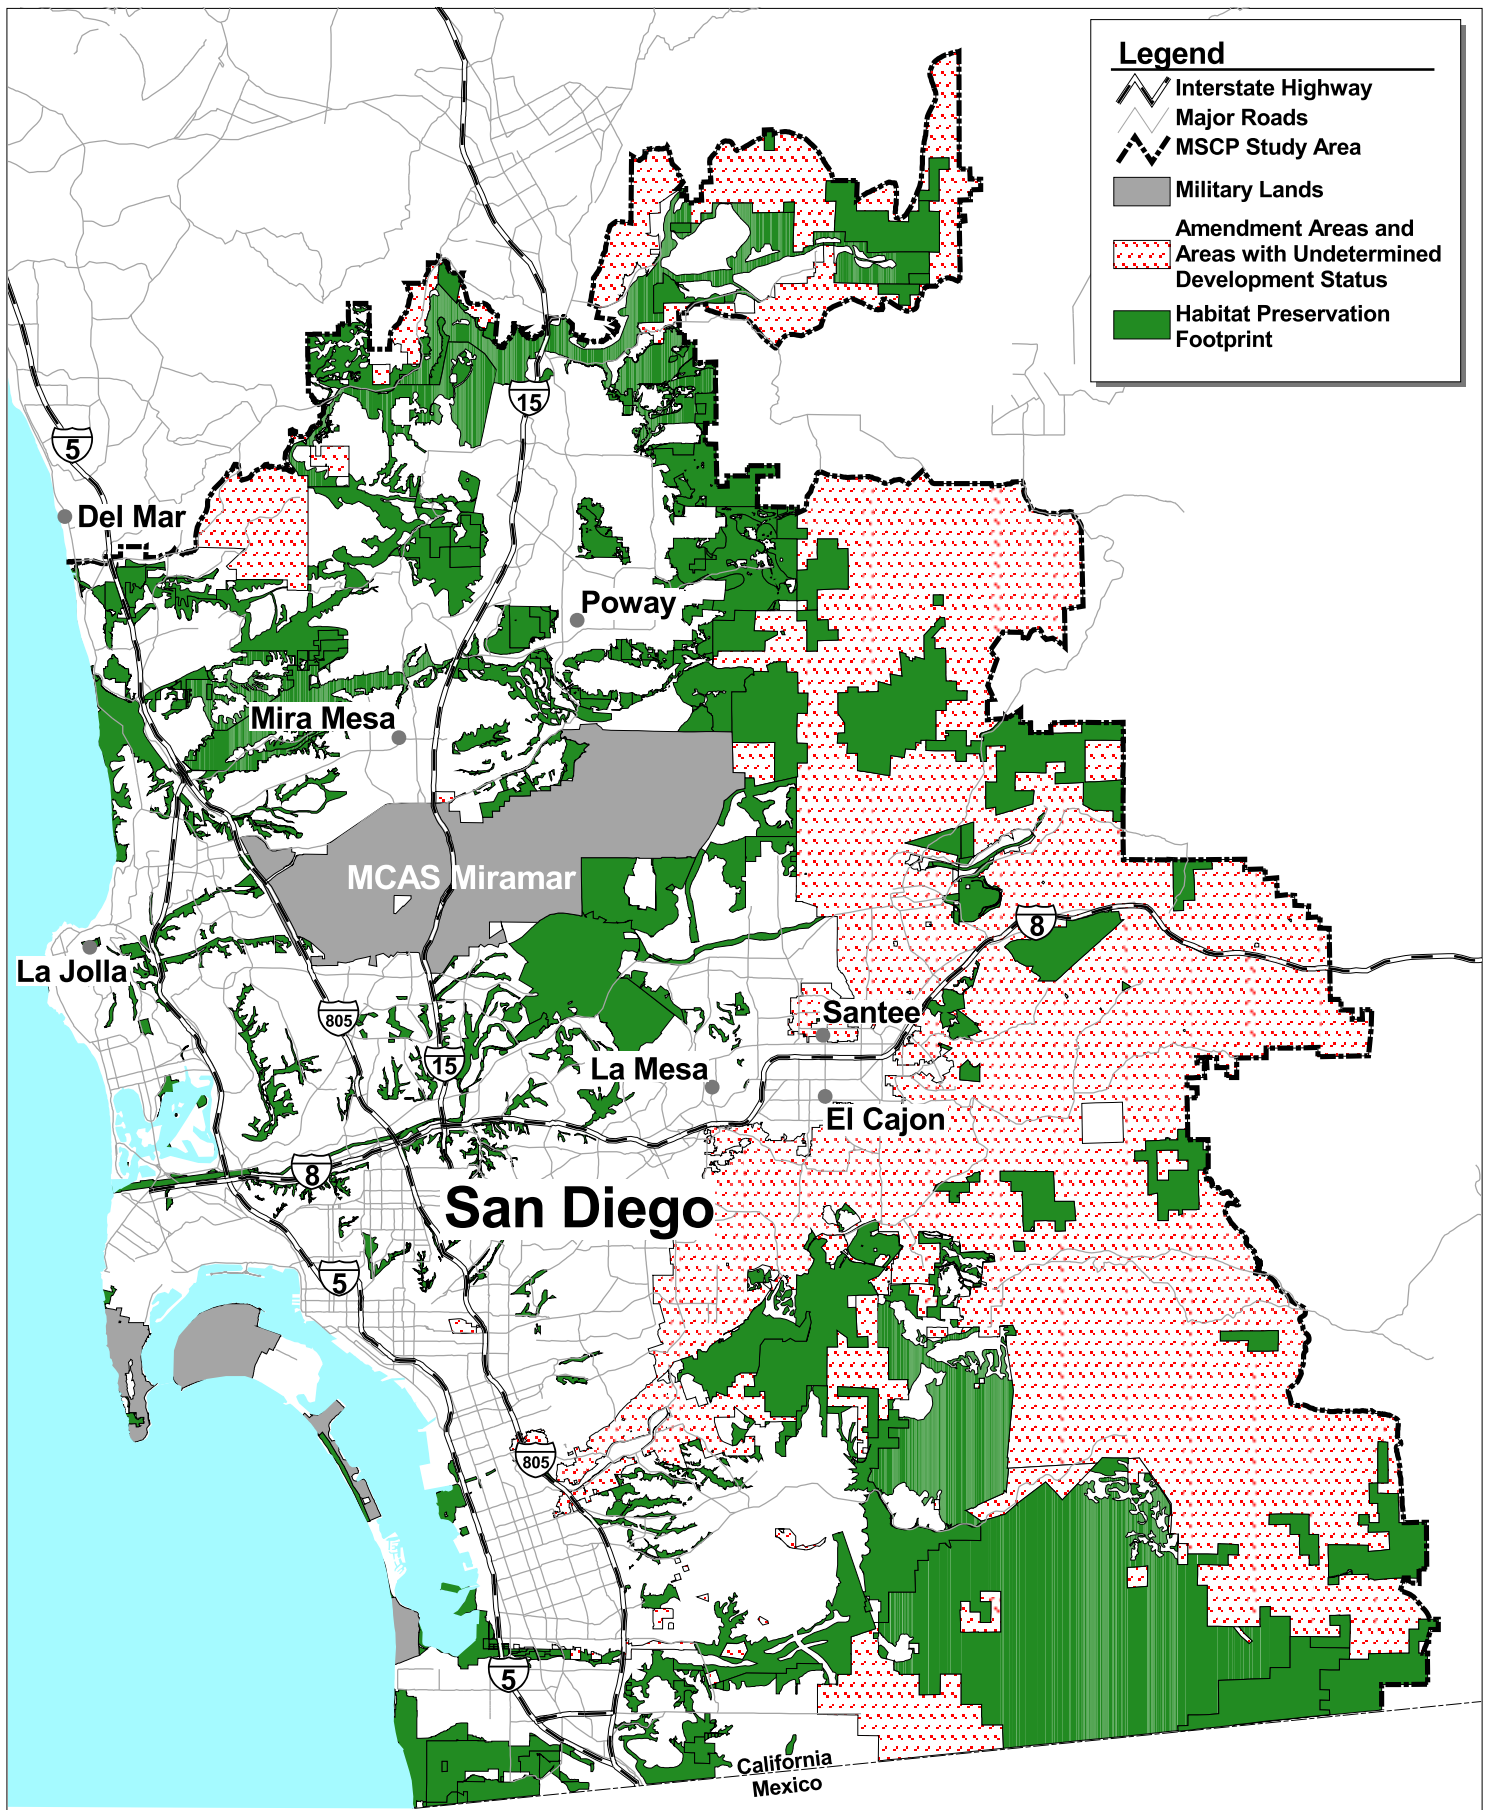 Legend
Interstate Highway
Major Roads
MSCP Study Area
Military Lands
Amendment Areas and
Areas with Undetermined
Development Status
Habitat Preservation
Footprint
15
5
Del Mar
Poway
Mira Mesa
MCAS Miramar
8
La Jolla
805
Santee
15
La Mesa
El Cajon
8
San Diego
5
805
5
California
Mexico